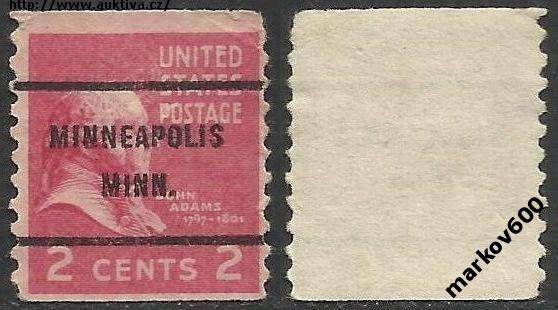 http://www.auktiva.cz/
UNITED
STATES
POSTAGE
MINNEAPOLIS
MINN.
JOHN
ADAMS
1797-1801
2 CENTS 2
markov600